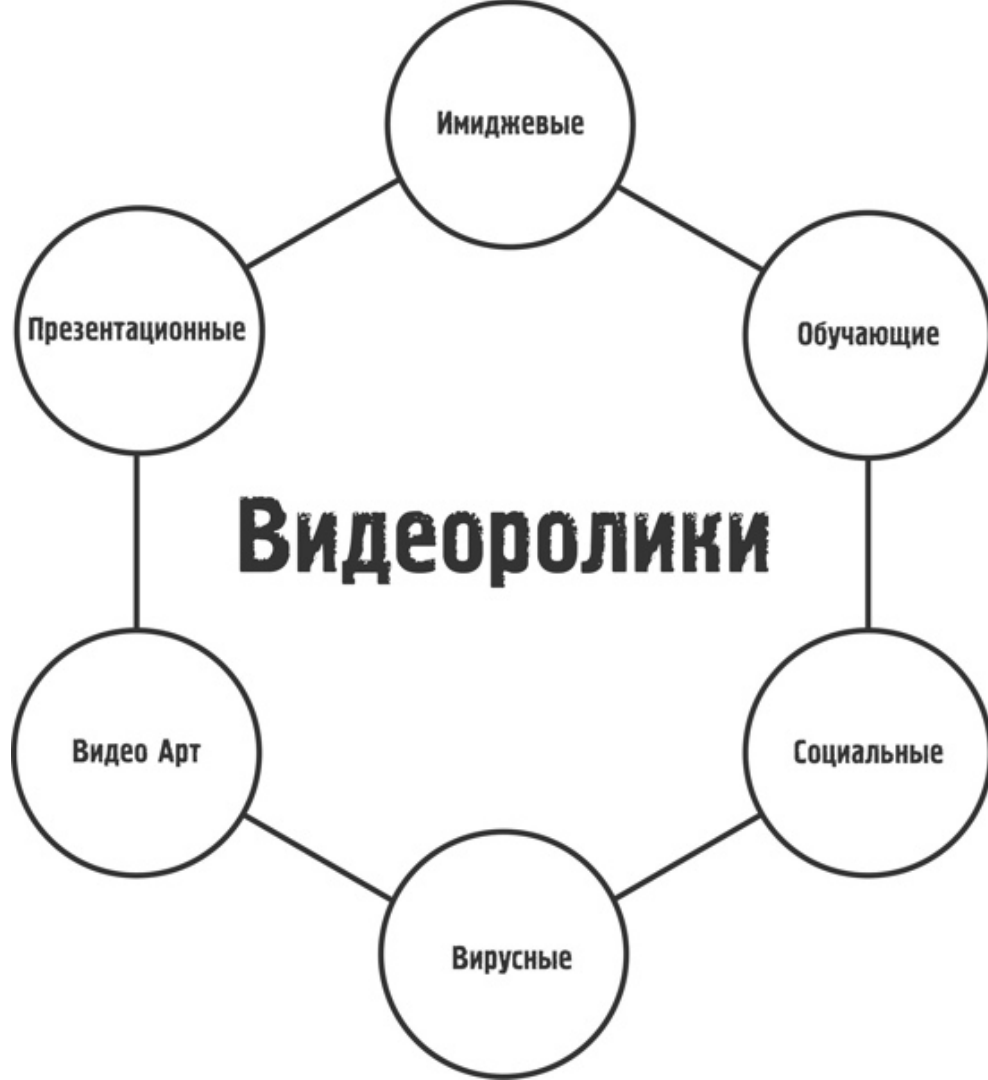 Имиджевые
Презентационные
Обучающие
Видеоролики
Видео Арт
Социальные
Вирусные